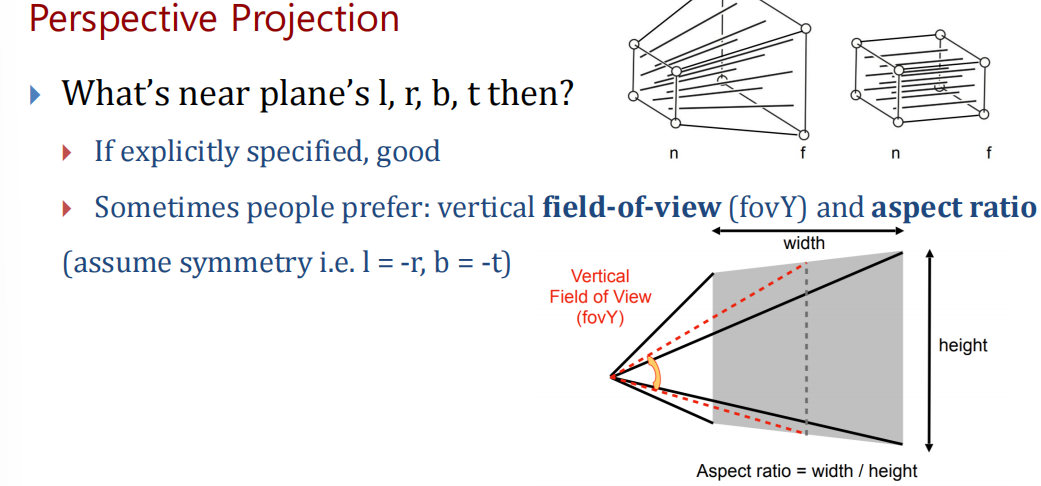 Perspective Projection
What's near plane's l, r, b, t then?
If explicitly specified, good
n f n f
Sometimes people prefer: vertical field-of-view (fovY) and aspect ratio
(assume symmetry i.e. l = -r, b = -t)
width
Vertical
Field of View
(fovY)
height
Aspect ratio = width / height